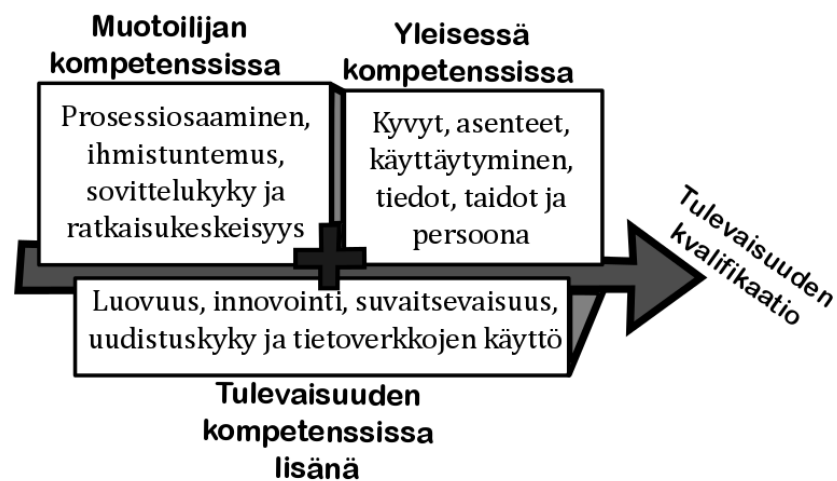 Muotoilijan
kompetenssissa
Prosessiosaaminen,
ihmistuntemus,
sovittelukyky ja
ratkaisukeskeisyys
Yleisessä
kompetenssissa
Kyvyt, asenteet,
käyttäytyminen,
tiedot, taidot ja
persoona
Luovuus, innovointi, suvaitsevaisuus,
uudistuskyky ja tietoverkkojen käyttö
Tulevaisuuden
kompetenssissa
lisänä
Tulevaisuuden
kvalifikaatio